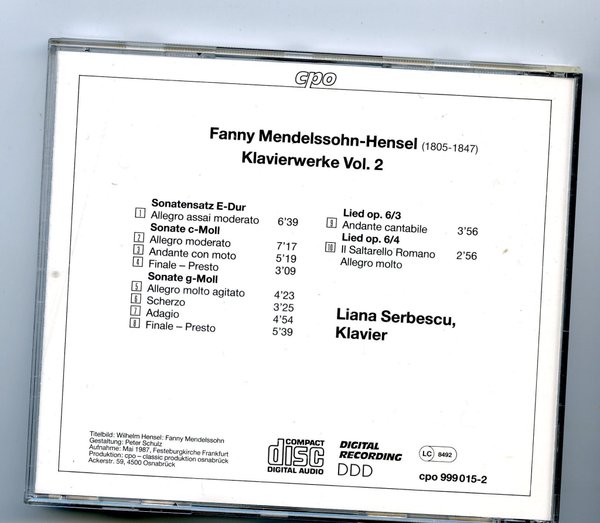 cpo
Fanny Mendelssohn-Hensel (1805-1847)
Klavierwerke Vol. 2
Sonatensatz E-Dur
1 Allegro assai moderato 6'39
Sonate c-Moll
2 Allegro moderato 7'17
3 Andante con moto 5'19
4 Finale – Presto 3'09
Sonate g-Moll
5 Allegro molto agitato 4'23
6 Scherzo 3'25
7 Adagio 4'54
8 Finale – Presto 5'39
Lied op. 6/3
9 Andante cantabile 3'56
Lied op. 6/4
10 Il Saltarello Romano 2'56
Allegro molto
Liana Serbescu,
Klavier
Titelbild: Wilhelm Hensel: Fanny Mendelssohn
Gestaltung: Peter Schulz
Aufnahme: Mai 1987, Festeburgkirche Frankfurt
Produktion: cpo – classic produktion osnabrück
Ackerstr. 59, 4500 Osnabrück
COMPACT
disc
DIGITAL AUDIO
DIGITAL
RECORDING
DDD
LC 8492
cpo 999 015-2